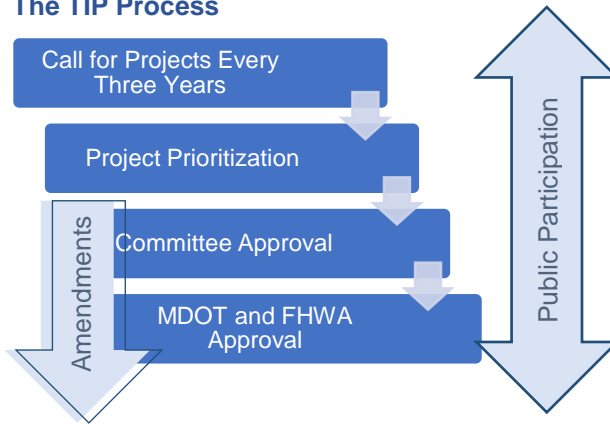 The TIP Process
Call for Projects Every
Three Years
Project Prioritization
Committee Approval
MDOT and FHWA
Approval
Amendments
Public Participation